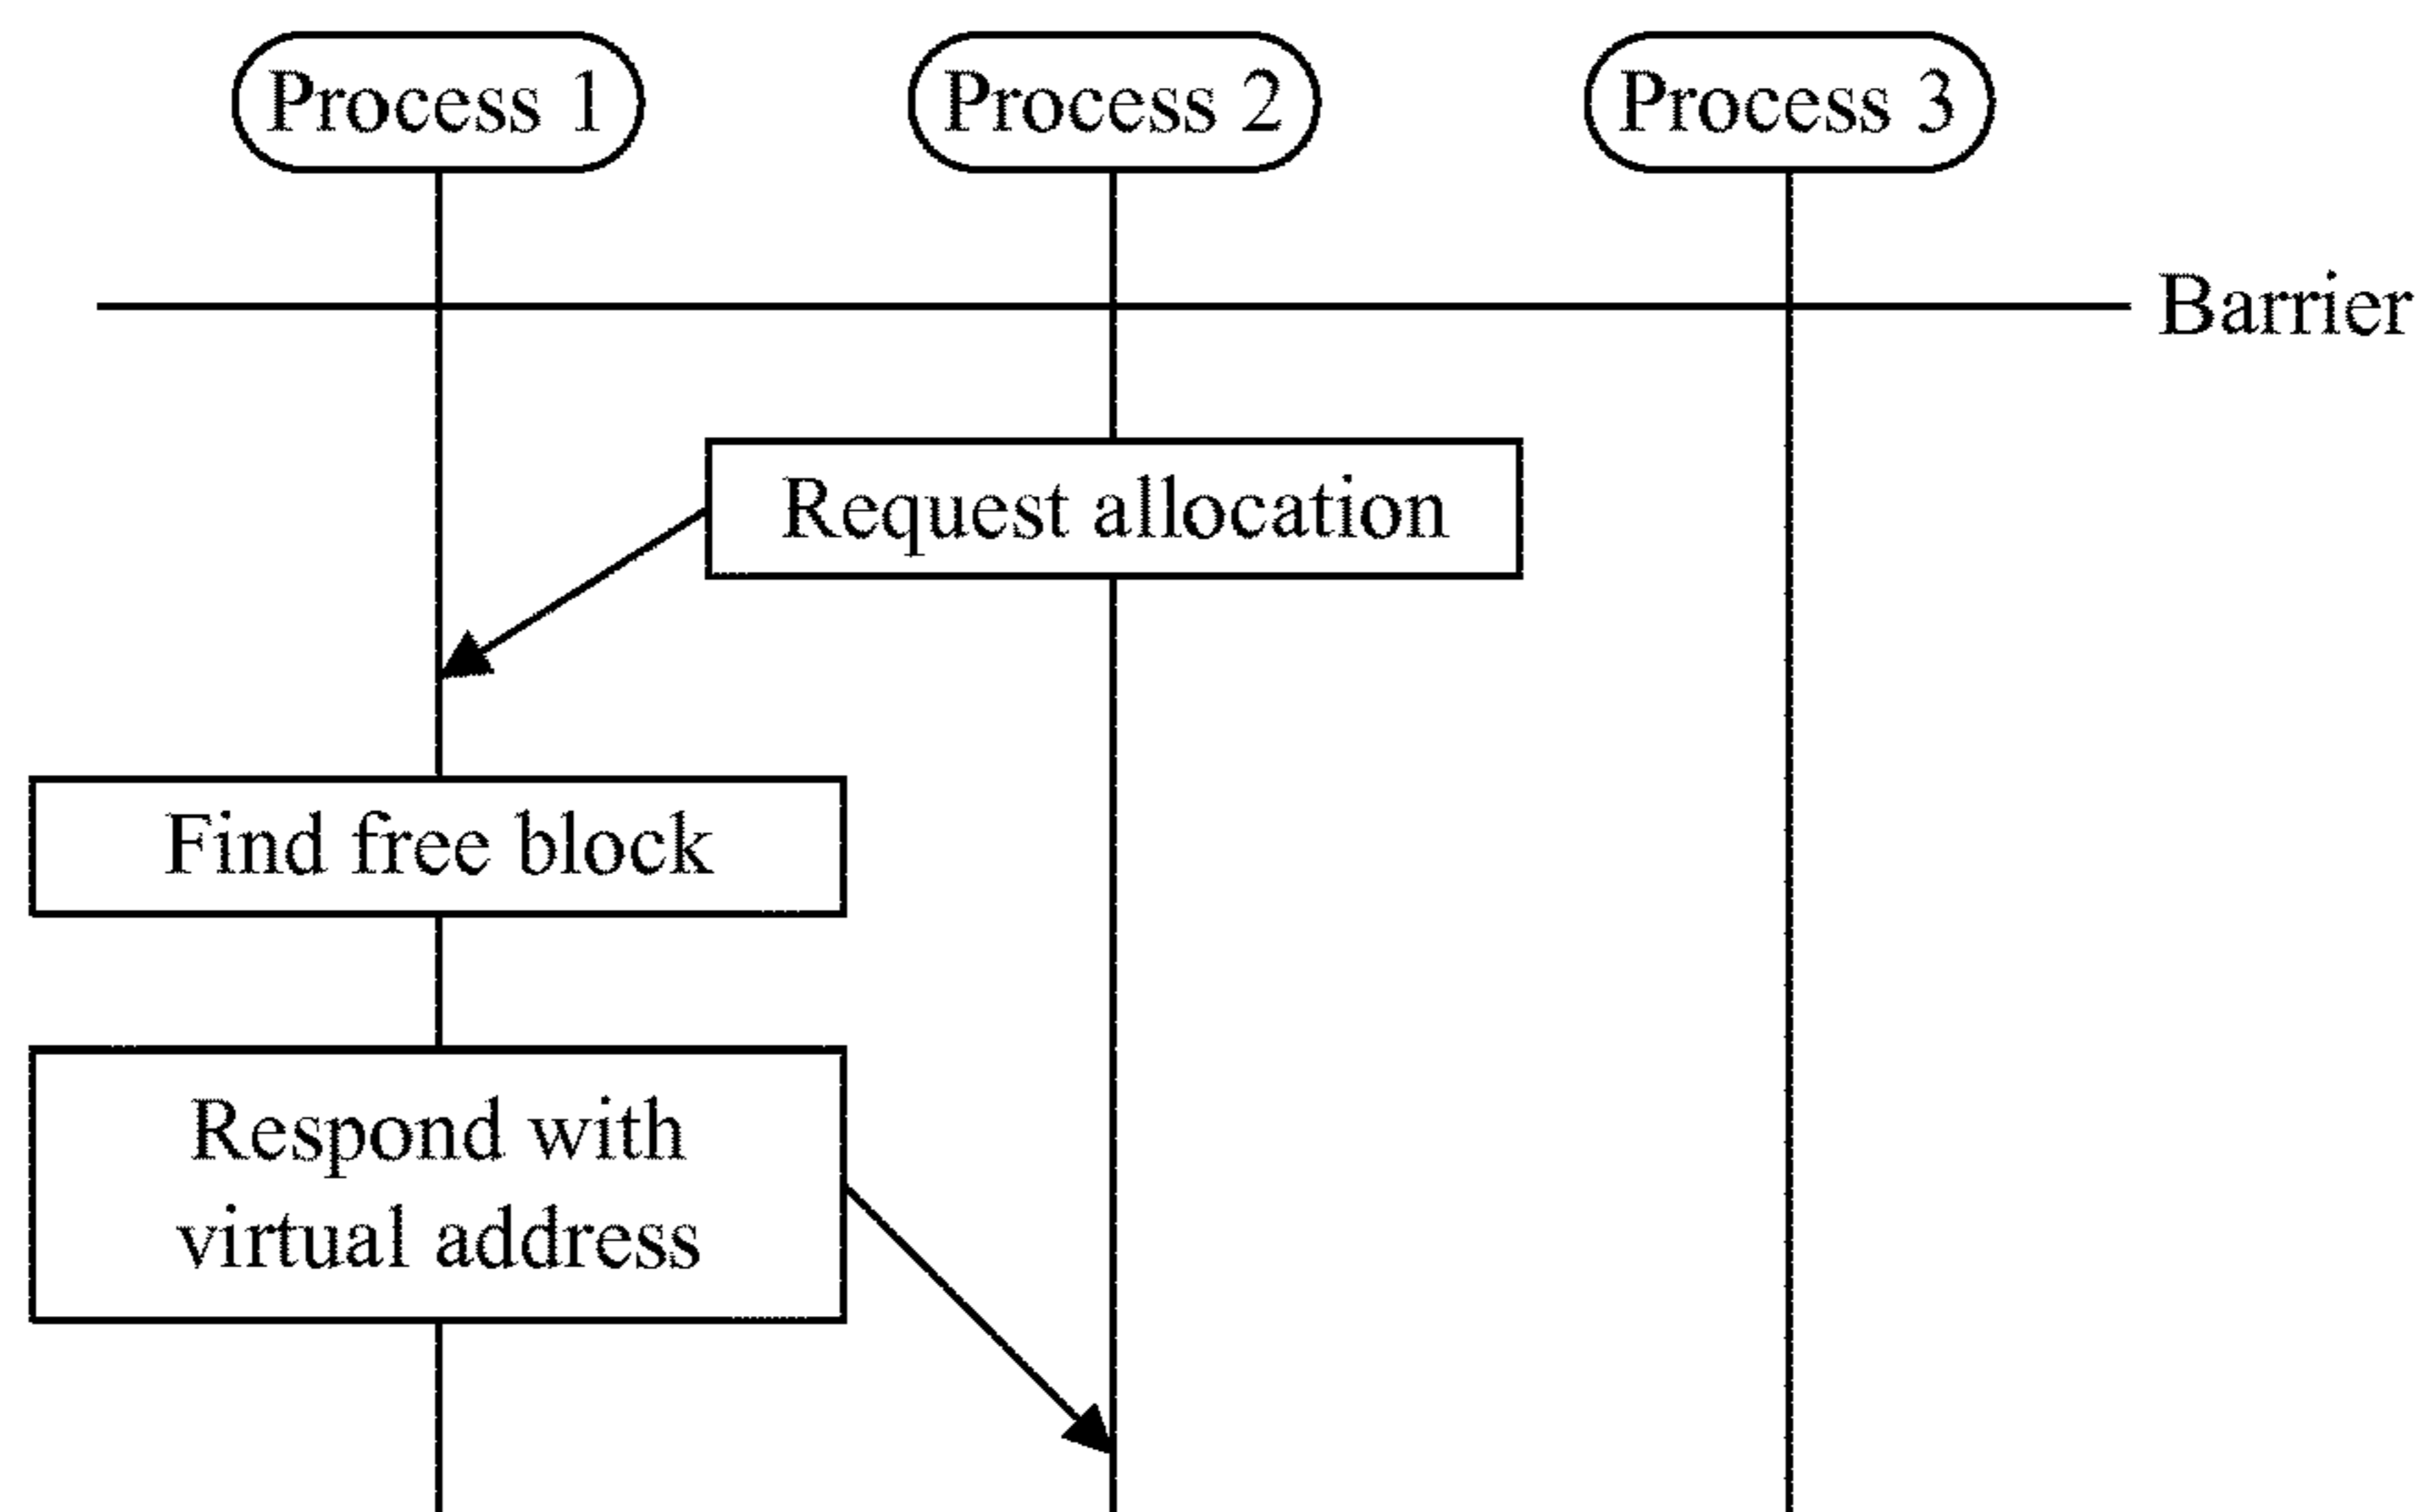 Process 1
Process 2
Process 3
Barrier
Request allocation
Find free block
Respond with
virtual address